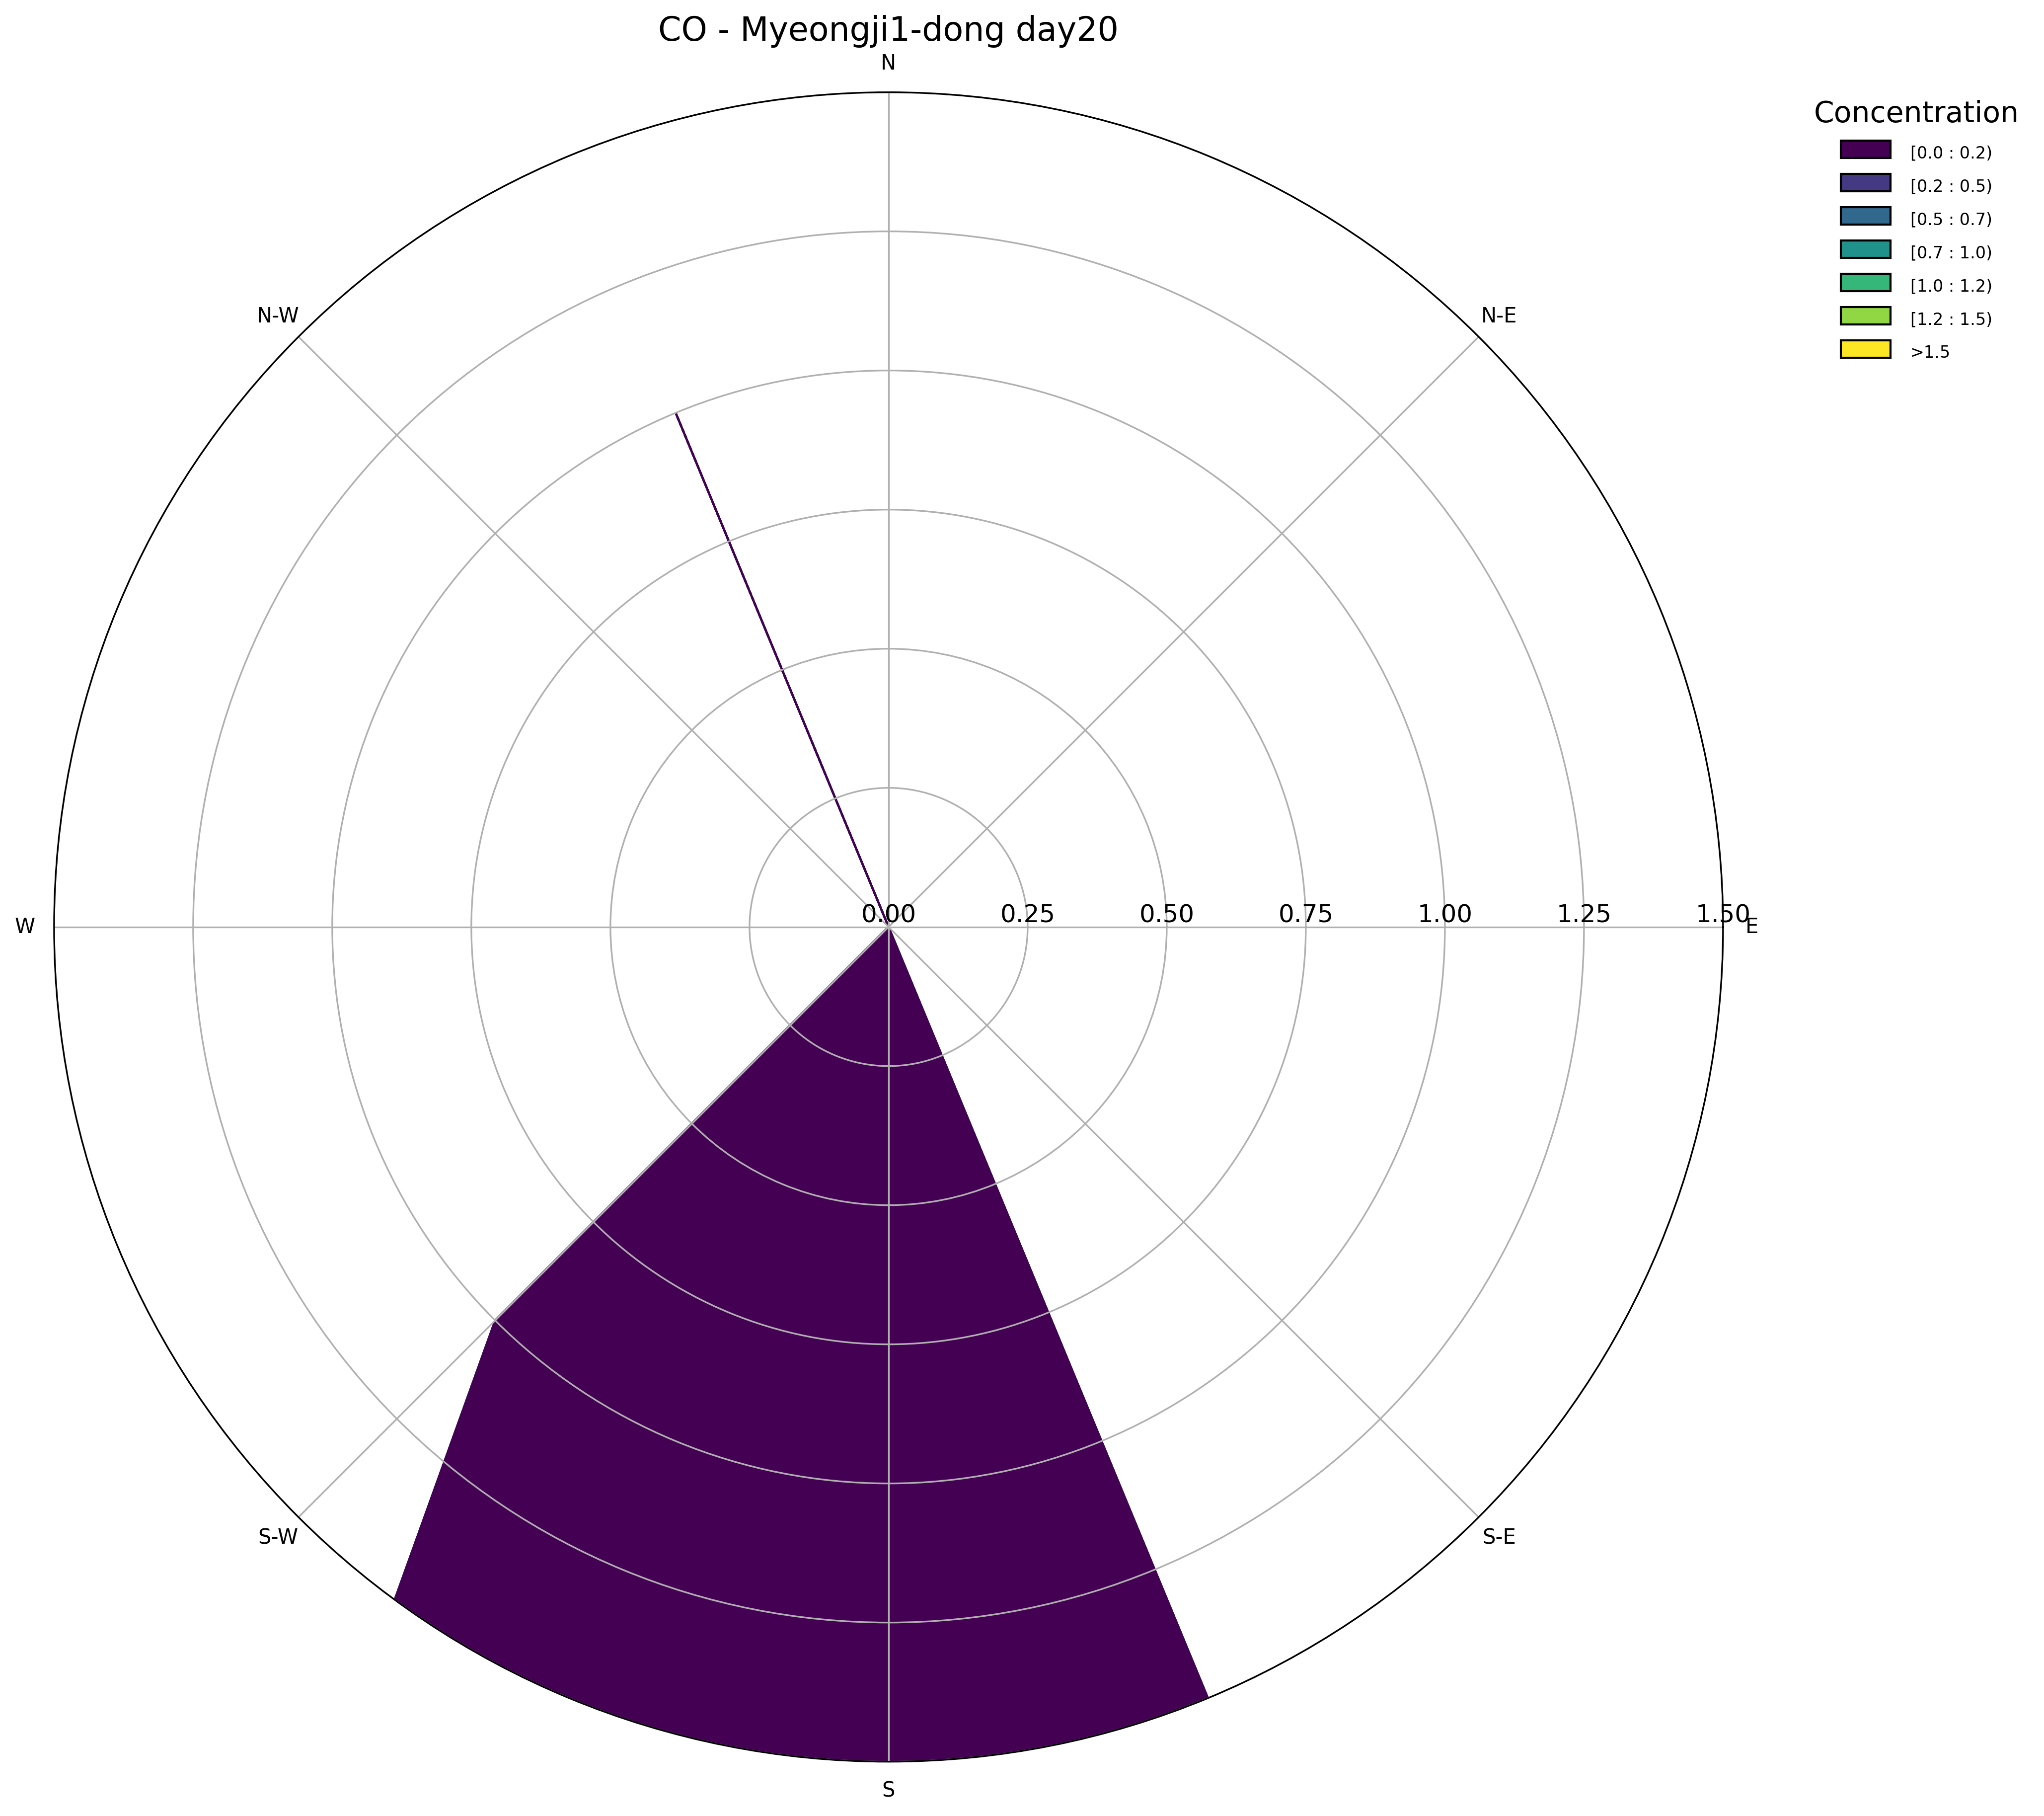 CO - Myeongji1-dong day20
N
Concentration
[0.0 : 0.2)
[0.2 : 0.5)
[0.5 : 0.7)
[0.7 : 1.0)
[1.0 : 1.2)
[1.2 : 1.5)
>1.5
N-W
N-E
0.00 0.25 0.50 0.75 1.00 1.25 1.50
W
E
S-W
S-E
S